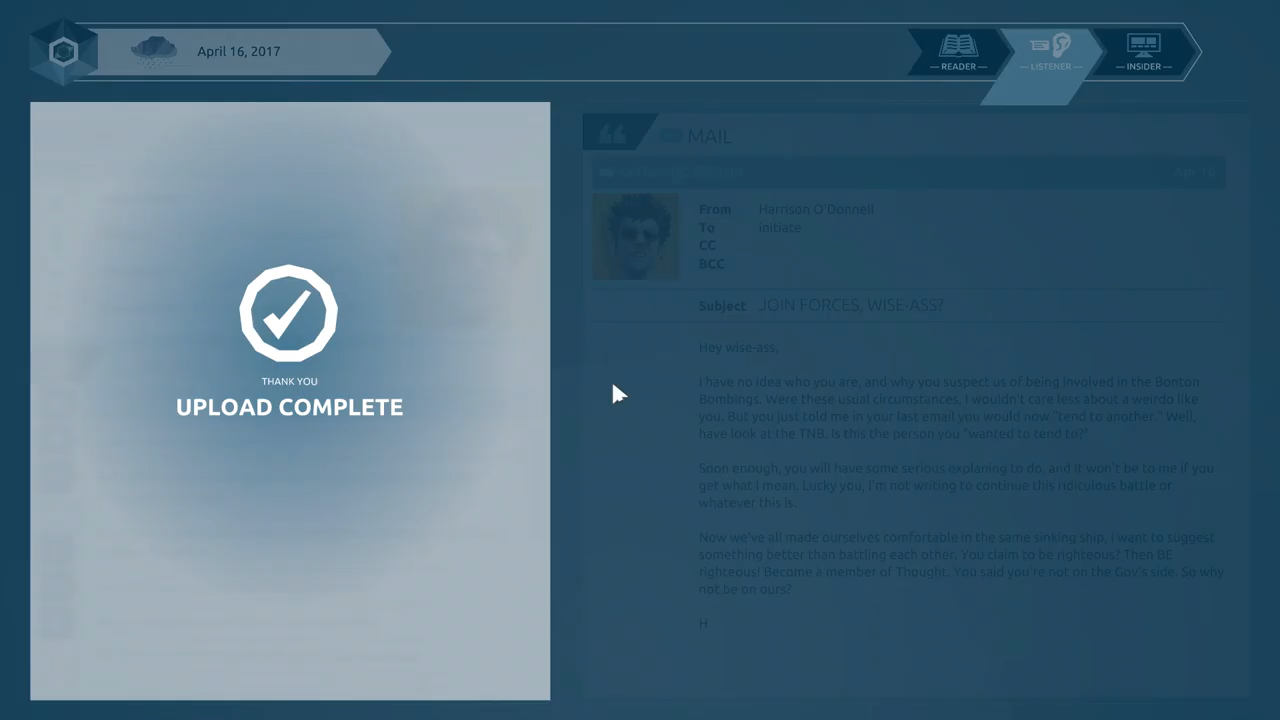 April 16, 2017
— READER —
— LISTENER —
— INSIDER —
THANK YOU
UPLOAD COMPLETE
MAIL
Apr 16
From Harrison O'Donnell
To initiate
CC
BCC
Subject JOIN FORCES, WISE-ASS?
Hey wise-ass,
I have no idea who you are, and why you suspect us of being involved in the Bonton
Bombings. Were these usual circumstances, I wouldn't care less about a weirdo like
you. But you just told me in your last email you would now "tend to another." Well,
have look at the TNB. Is this the person you "wanted to tend to?"
Soon enough, you will have some serious explaning to do, and it won't be to me if you
get what I mean. Lucky you, I'm not writing to continue this ridiculous battle or
whatever this is.
Now we've all made ourselves comfortable in the same sinking ship, I want to suggest
something better than battling each other. You claim to be righteous? Then BE
righteous! Become a member of Thought. You said you're not on the Gov's side. So why
not be on ours?
H